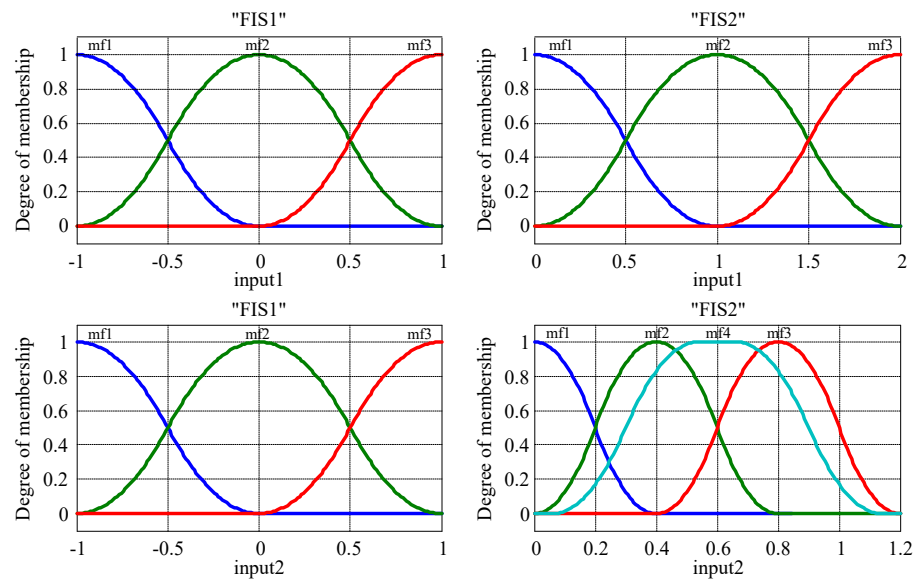 "FIS1"
mf1 mf2 mf3
Degree of membership
1
0.8
0.6
0.4
0.2
0
-1 -0.5 0 0.5 1
input1
"FIS2"
mf1 mf2 mf3
Degree of membership
1
0.8
0.6
0.4
0.2
0
0 0.5 1 1.5 2
input1
"FIS1"
mf1 mf2 mf3
Degree of membership
1
0.8
0.6
0.4
0.2
0
-1 -0.5 0 0.5 1
input2
"FIS2"
mf1 mf2 mf4 mf3
Degree of membership
1
0.8
0.6
0.4
0.2
0
0 0.2 0.4 0.6 0.8 1 1.2
input2